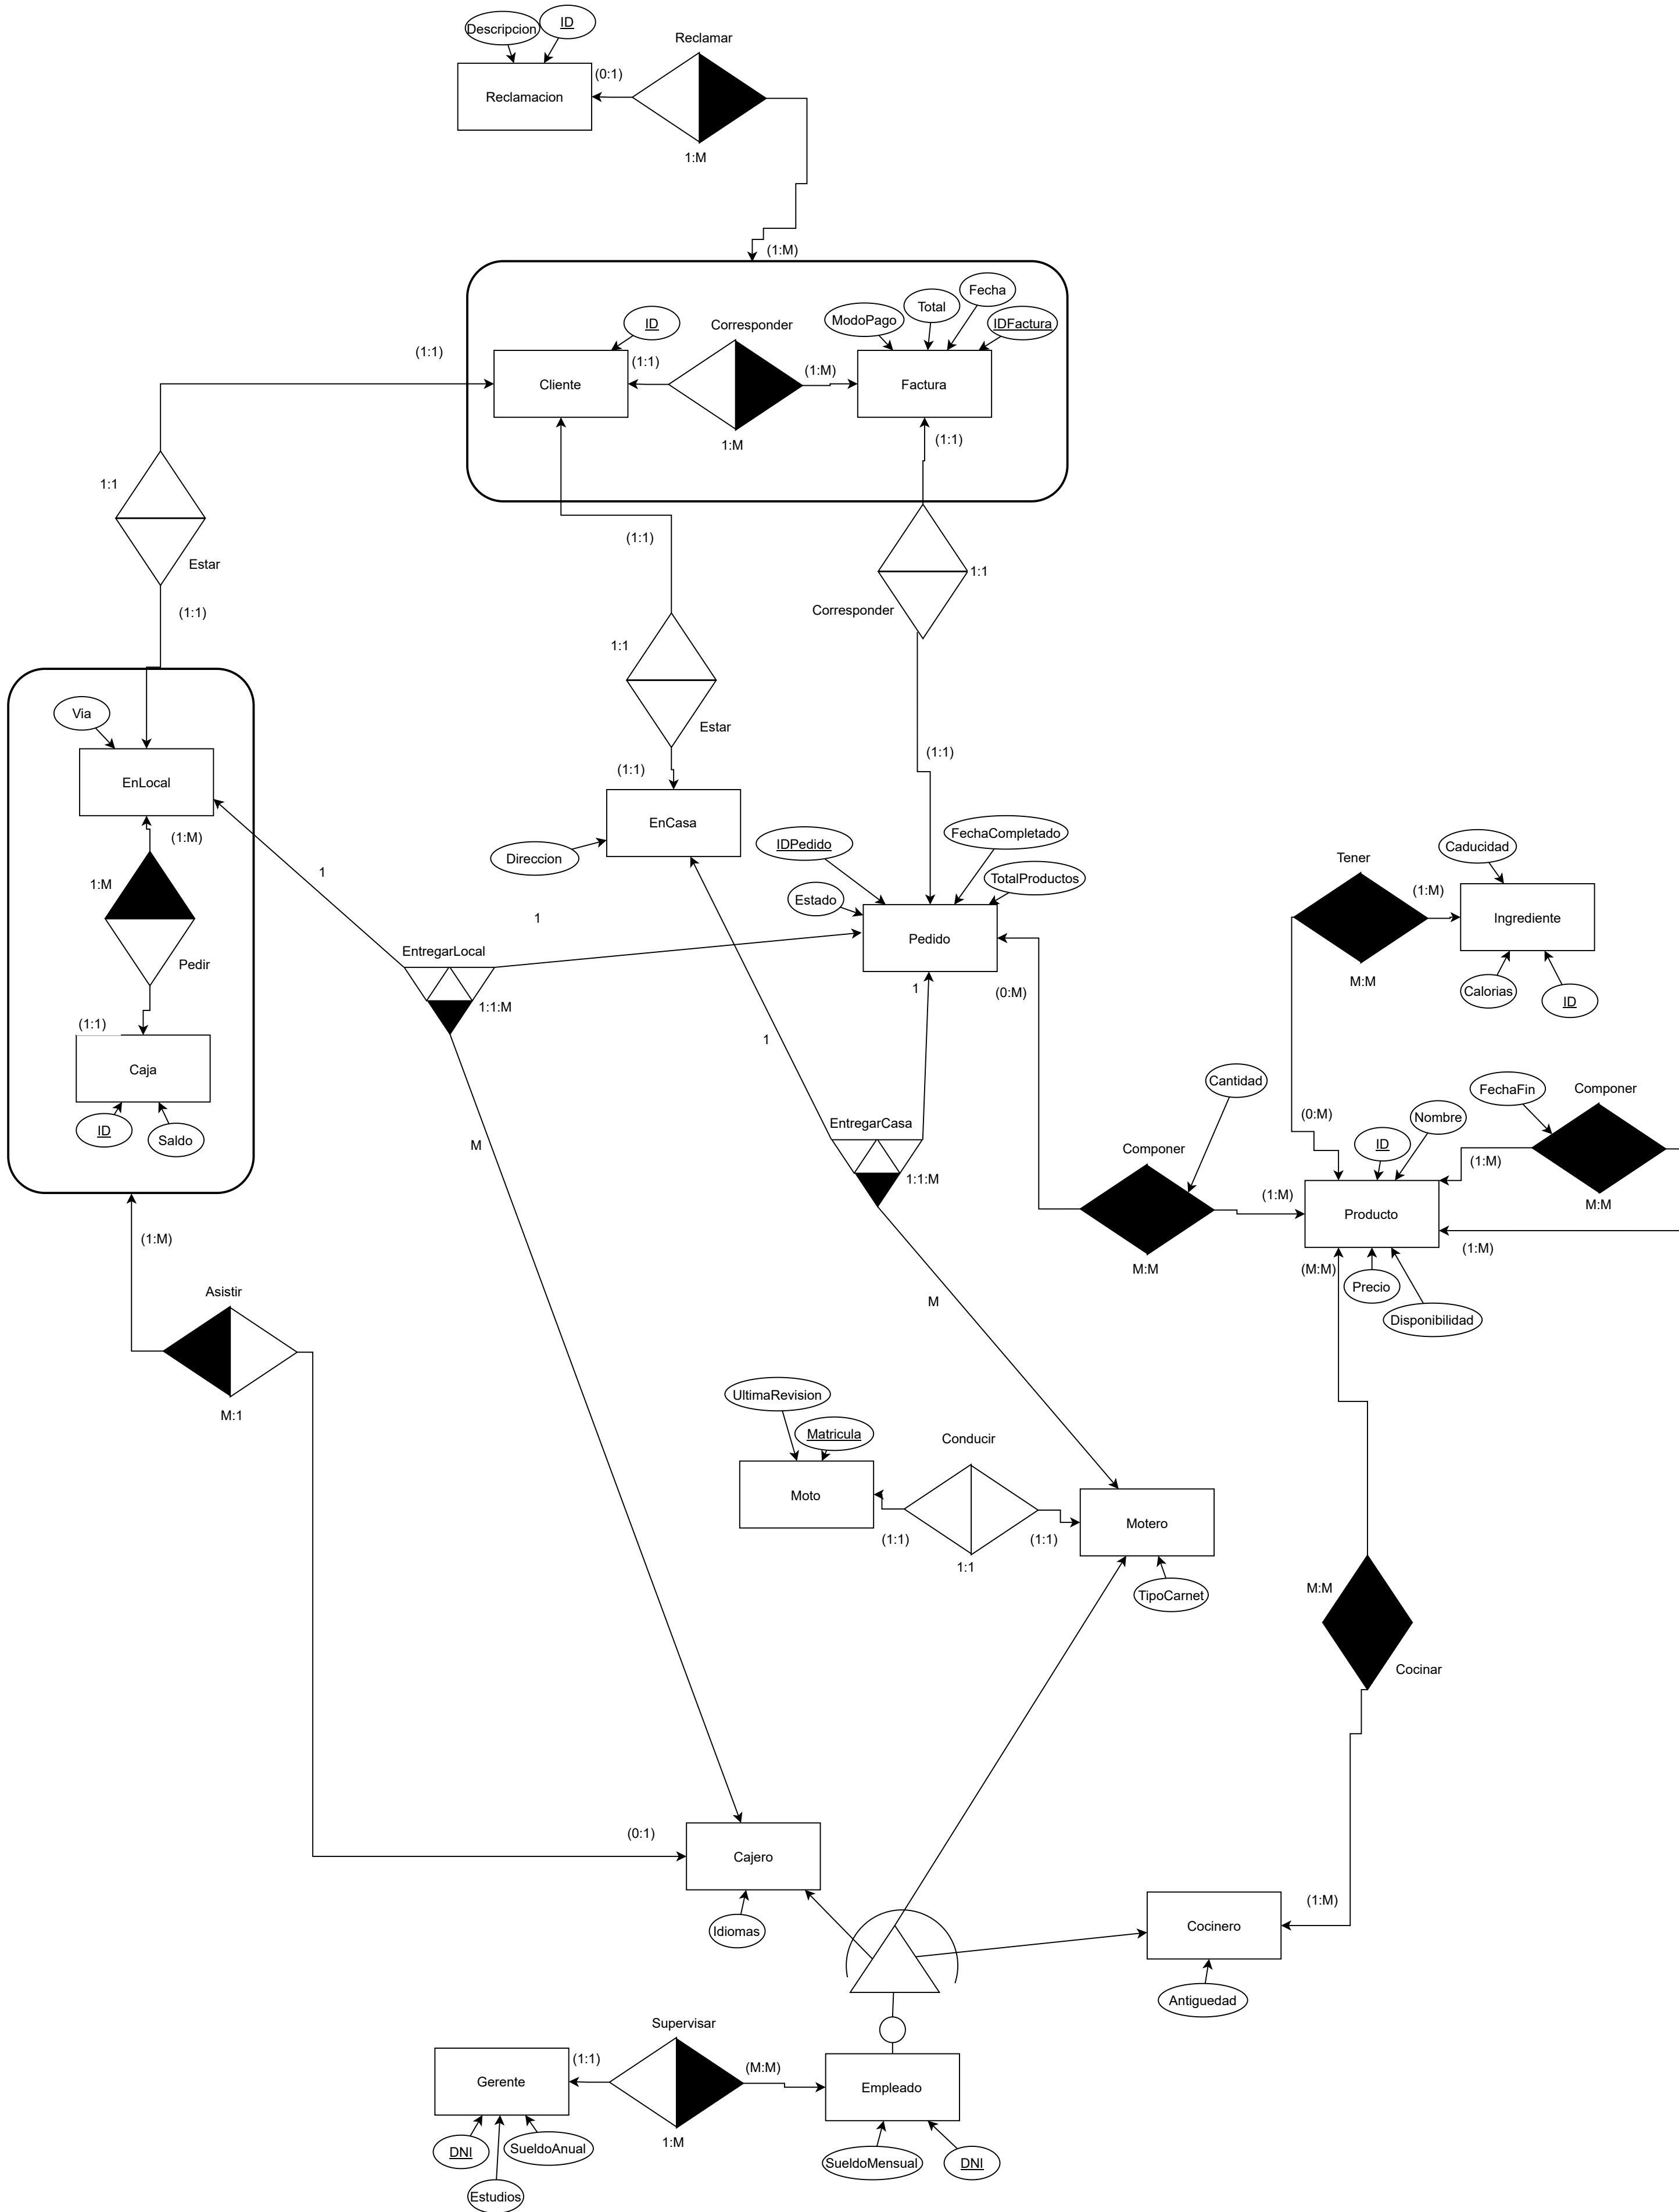 Descripcion
ID
Reclamar
Reclamacion
(0:1)
1:M
(1:M)
Fecha
Total
ModoPago
IDFactura
ID
Corresponder
(1:1)
(1:1)
(1:M)
Cliente
Factura
1:M
(1:1)
1:1
Estar
(1:1)
(1:1)
1:1
Corresponder
1:1
Estar
(1:1)
(1:1)
Via
EnLocal
(1:M)
1:M
Pedir
(1:1)
Caja
ID
Saldo
EnCasa
Direccion
IDPedido
FechaCompletado
TotalProductos
Estado
Pedido
1
1
EntregarLocal
1:1:M
1
(0:M)
1
M
EntregarCasa
1:1:M
M
Tener
Caducidad
(1:M)
Ingrediente
M:M
Calorias
ID
Cantidad
Componer
(1:M)
M:M
(0:M)
ID
Nombre
FechaFin
Componer
(1:M)
M:M
Producto
(1:M)
(M:M)
Precio
Disponibilidad
(1:M)
Asistir
M:1
UltimaRevision
Matricula
Conducir
Moto
Motero
(1:1)
(1:1)
1:1
TipoCarnet
M:M
Cocinar
(0:1)
Cajero
Idiomas
(1:M)
Cocinero
Antiguedad
Supervisar
(1:1)
(M:M)
Gerente
Empleado
1:M
DNI
SueldoAnual
Estudios
SueldoMensual
DNI